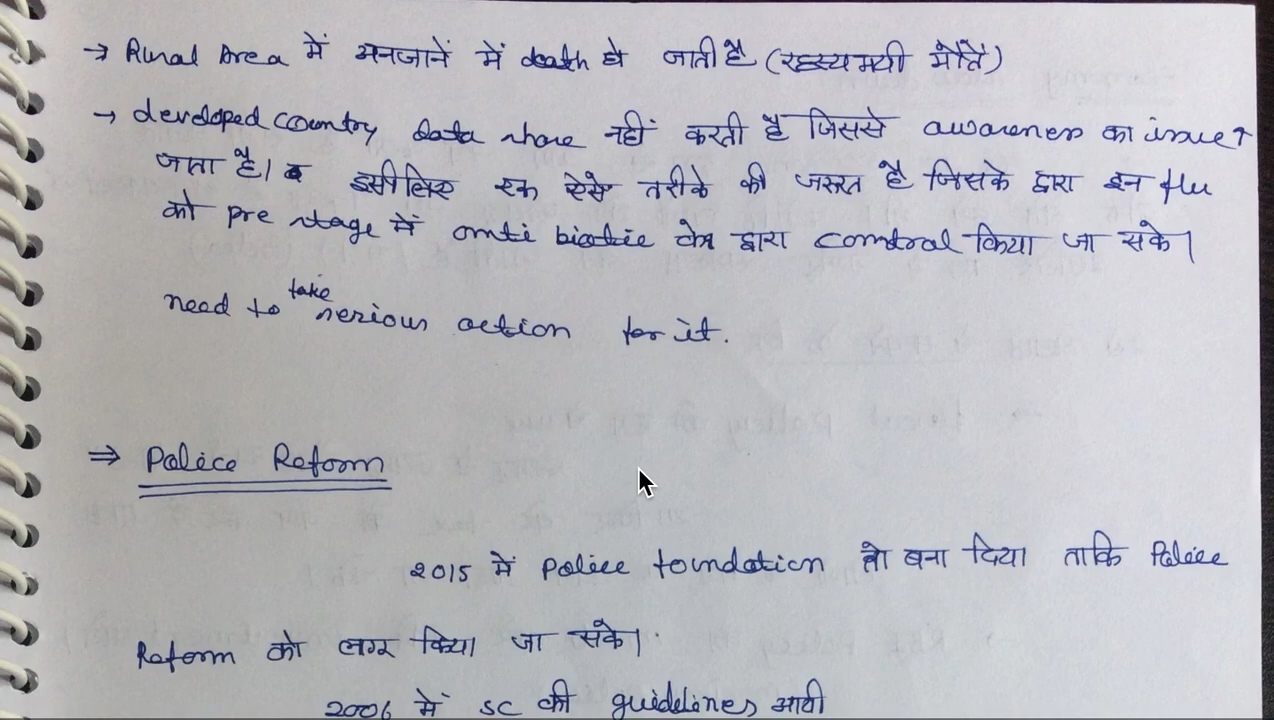 → Rural Area में अनजाने में death हो जाती है (रहस्यमयी मौतें)
→ developed country data share नहीं करती है जिससे awareness का issue ↑
जाता है। इसीलिए एक ऐसे तरीके की जरूरत है जिसके द्वारा इन flu
को pre stage में anti biotic के द्वारा control किया जा सके।
need to take serious action for it.
⇒ Police Reform
2015 में Police foundation तो बना दिया ताकि Police
Reform को लागू किया जा सके।
2006 में SC की guidelines आयी